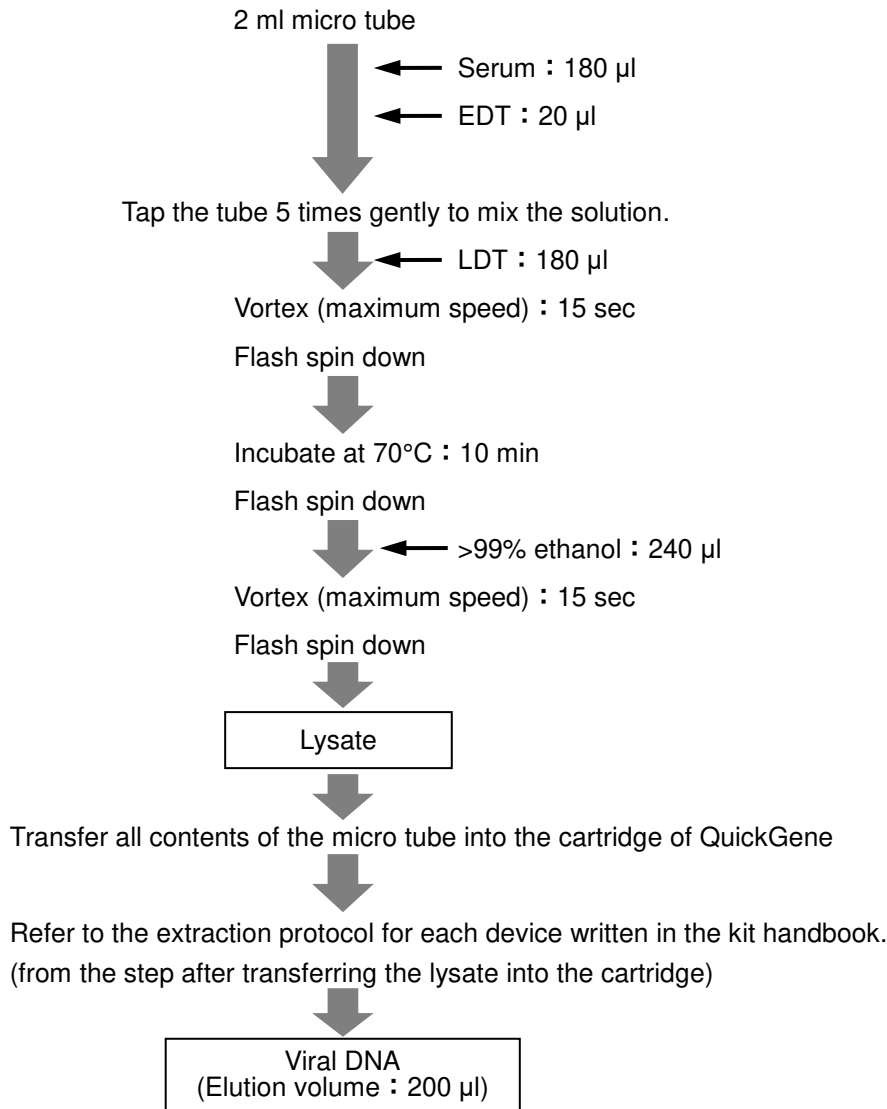 2 ml micro tube
Serum：180 µl
EDT：20 µl
Tap the tube 5 times gently to mix the solution.
LDT：180 µl
Vortex (maximum speed)：15 sec
Flash spin down
Incubate at 70°C：10 min
Flash spin down
>99% ethanol：240 µl
Vortex (maximum speed)：15 sec
Flash spin down
Lysate
Transfer all contents of the micro tube into the cartridge of QuickGene
Refer to the extraction protocol for each device written in the kit handbook.
(from the step after transferring the lysate into the cartridge)
Viral DNA
(Elution volume：200 µl)